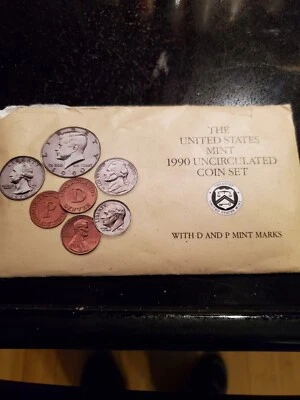 THE
UNITED STATES
MINT
1990 UNCIRCULATED
COIN SET
WITH D AND P MINT MARKS
P
D